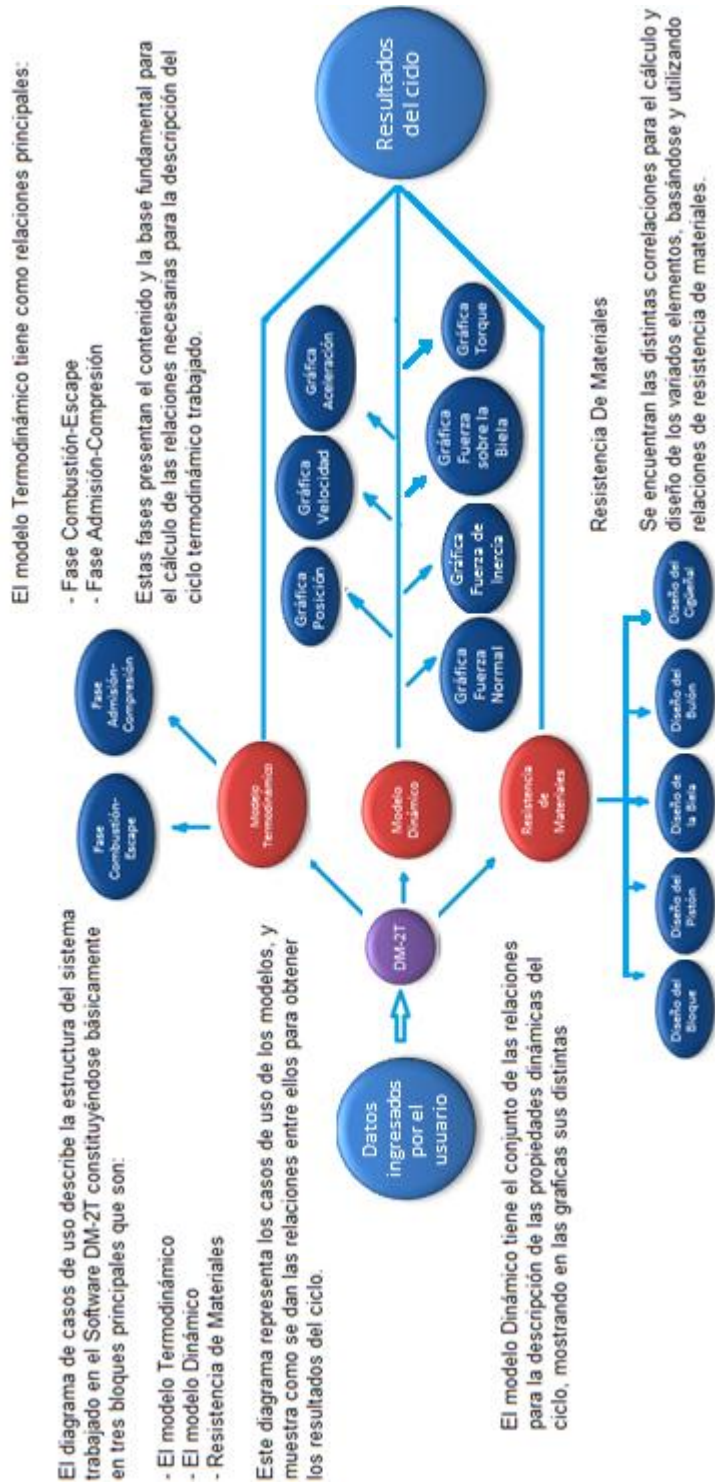 El diagrama de casos de uso describe la estructura del sistema
trabajado en el Software DM-2T constituyéndose básicamente
en tres bloques principales que son:
- El modelo Termodinámico
- El modelo Dinámico
- Resistencia de Materiales
Este diagrama representa los casos de uso de los modelos, y
muestra como se dan las relaciones entre ellos para obtener
los resultados del ciclo.
El modelo Termodinámico tiene como relaciones principales:
- Fase Combustión-Escape
- Fase Admisión-Compresión
Estas fases presentan el contenido y la base fundamental para
el cálculo de las relaciones necesarias para la descripción del
ciclo termodinámico trabajado.
Fase
Combustión-
Escape
Fase
Admisión-
Compresión
Modelo
Termodinámico
Datos
ingresados
por el
usuario
DM-2T
Modelo
Dinámico
Gráfica
Posición
Gráfica
Velocidad
Gráfica
Aceleración
Gráfica
Fuerza
Normal
Gráfica
Fuerza de
Inercia
Gráfica
Fuerza
sobre la
Biela
Gráfica
Torque
Resultados
del ciclo
Resistencia
de
Materiales
El modelo Dinámico tiene el conjunto de las relaciones
para la descripción de las propiedades dinámicas del
ciclo, mostrando en las graficas sus distintas
Diseño del
Bloque
Diseño del
Pistón
Diseño de
la Biela
Diseño del
Bulón
Diseño del
Cigüeñal
Resistencia De Materiales
Se encuentran las distintas correlaciones para el cálculo y
diseño de los variados elementos, basándose y utilizando
relaciones de resistencia de materiales.